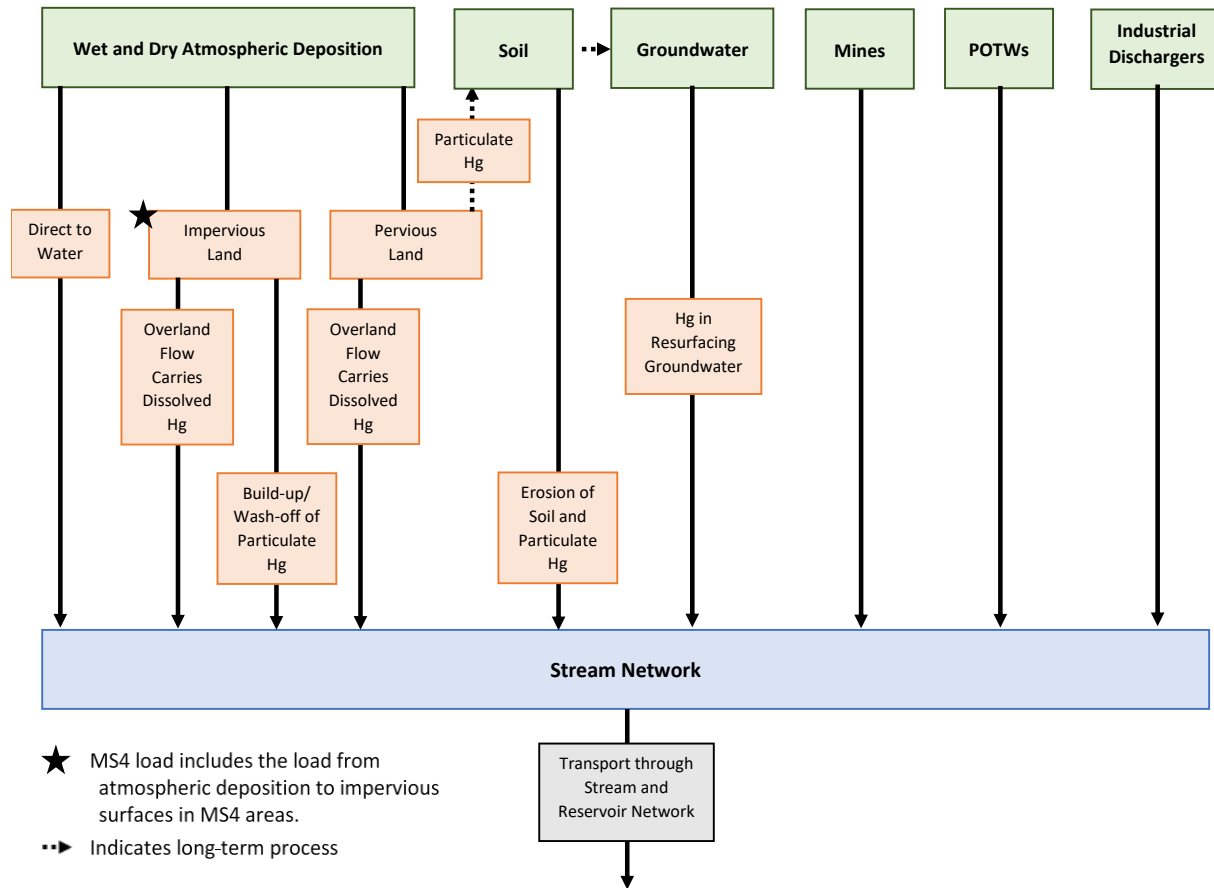 Wet and Dry Atmospheric Deposition
Soil
Groundwater
Mines
POTWs
Industrial
Dischargers
Particulate
Hg
Direct to
Water
Impervious
Land
Pervious
Land
Overland
Flow
Carries
Dissolved
Hg
Overland
Flow
Carries
Dissolved
Hg
Hg in
Resurfacing
Groundwater
Build-up/
Wash-off of
Particulate
Hg
Erosion of
Soil and
Particulate
Hg
Stream Network
Transport through
Stream and
Reservoir Network
MS4 load includes the load from
atmospheric deposition to impervious
surfaces in MS4 areas.
Indicates long-term process